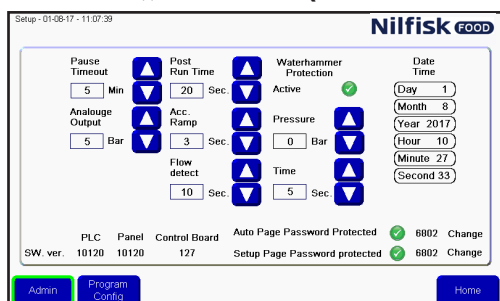 Setup - 01-08-17 - 11:07:39
Nilfisk FOOD
Pause
Timeout
5 Min
Analouge
Output
5 Bar
Post
Run Time
20 Sec.
Acc.
Ramp
3 Sec.
Flow
detect
10 Sec.
Waterhammer
Protection
Active
Pressure
0 Bar
Time
5 Sec.
Date
Time
Day 1
Month 8
Year 2017
Hour 10
Minute 27
Second 33
PLC Panel Control Board
SW. ver. 10120 10120 127
Auto Page Password Protected 6802 Change
Setup Page Password protected 6802 Change
Admin
Program
Config
Home